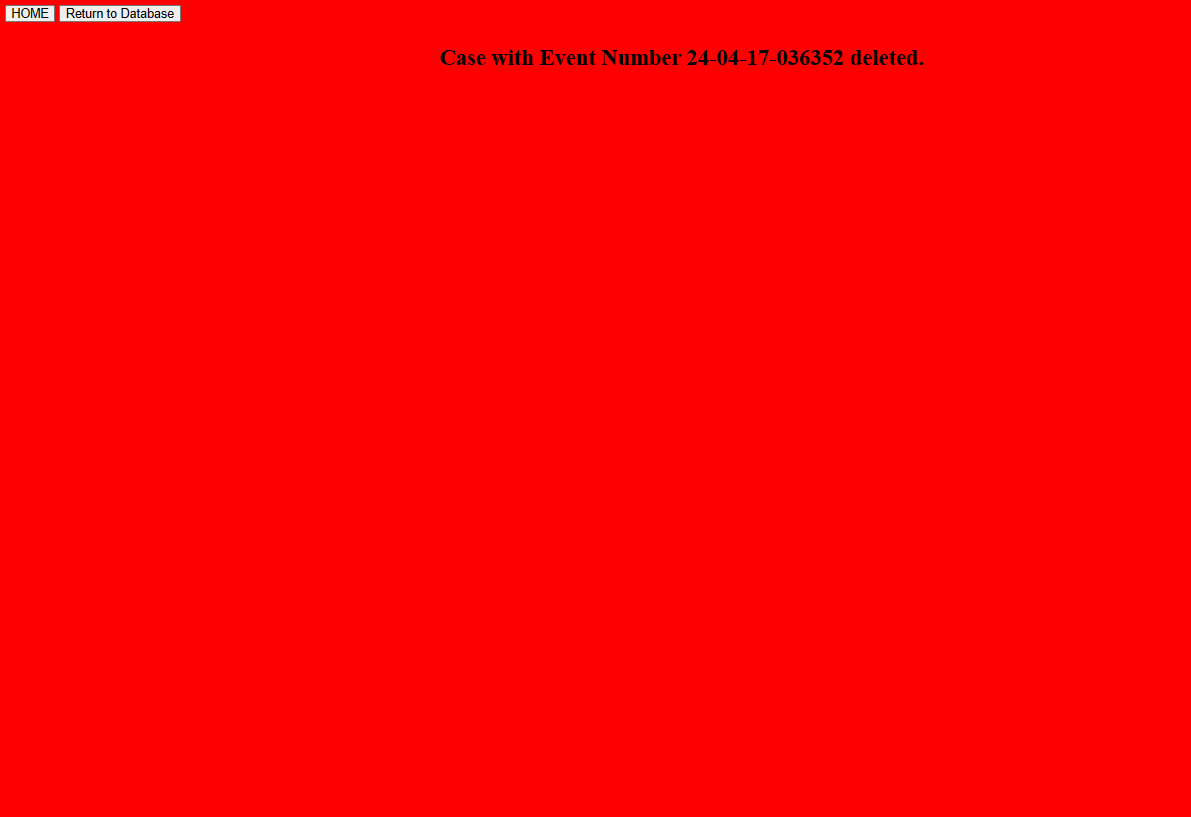 HOME Return to Database
Case with Event Number 24-04-17-036352 deleted.